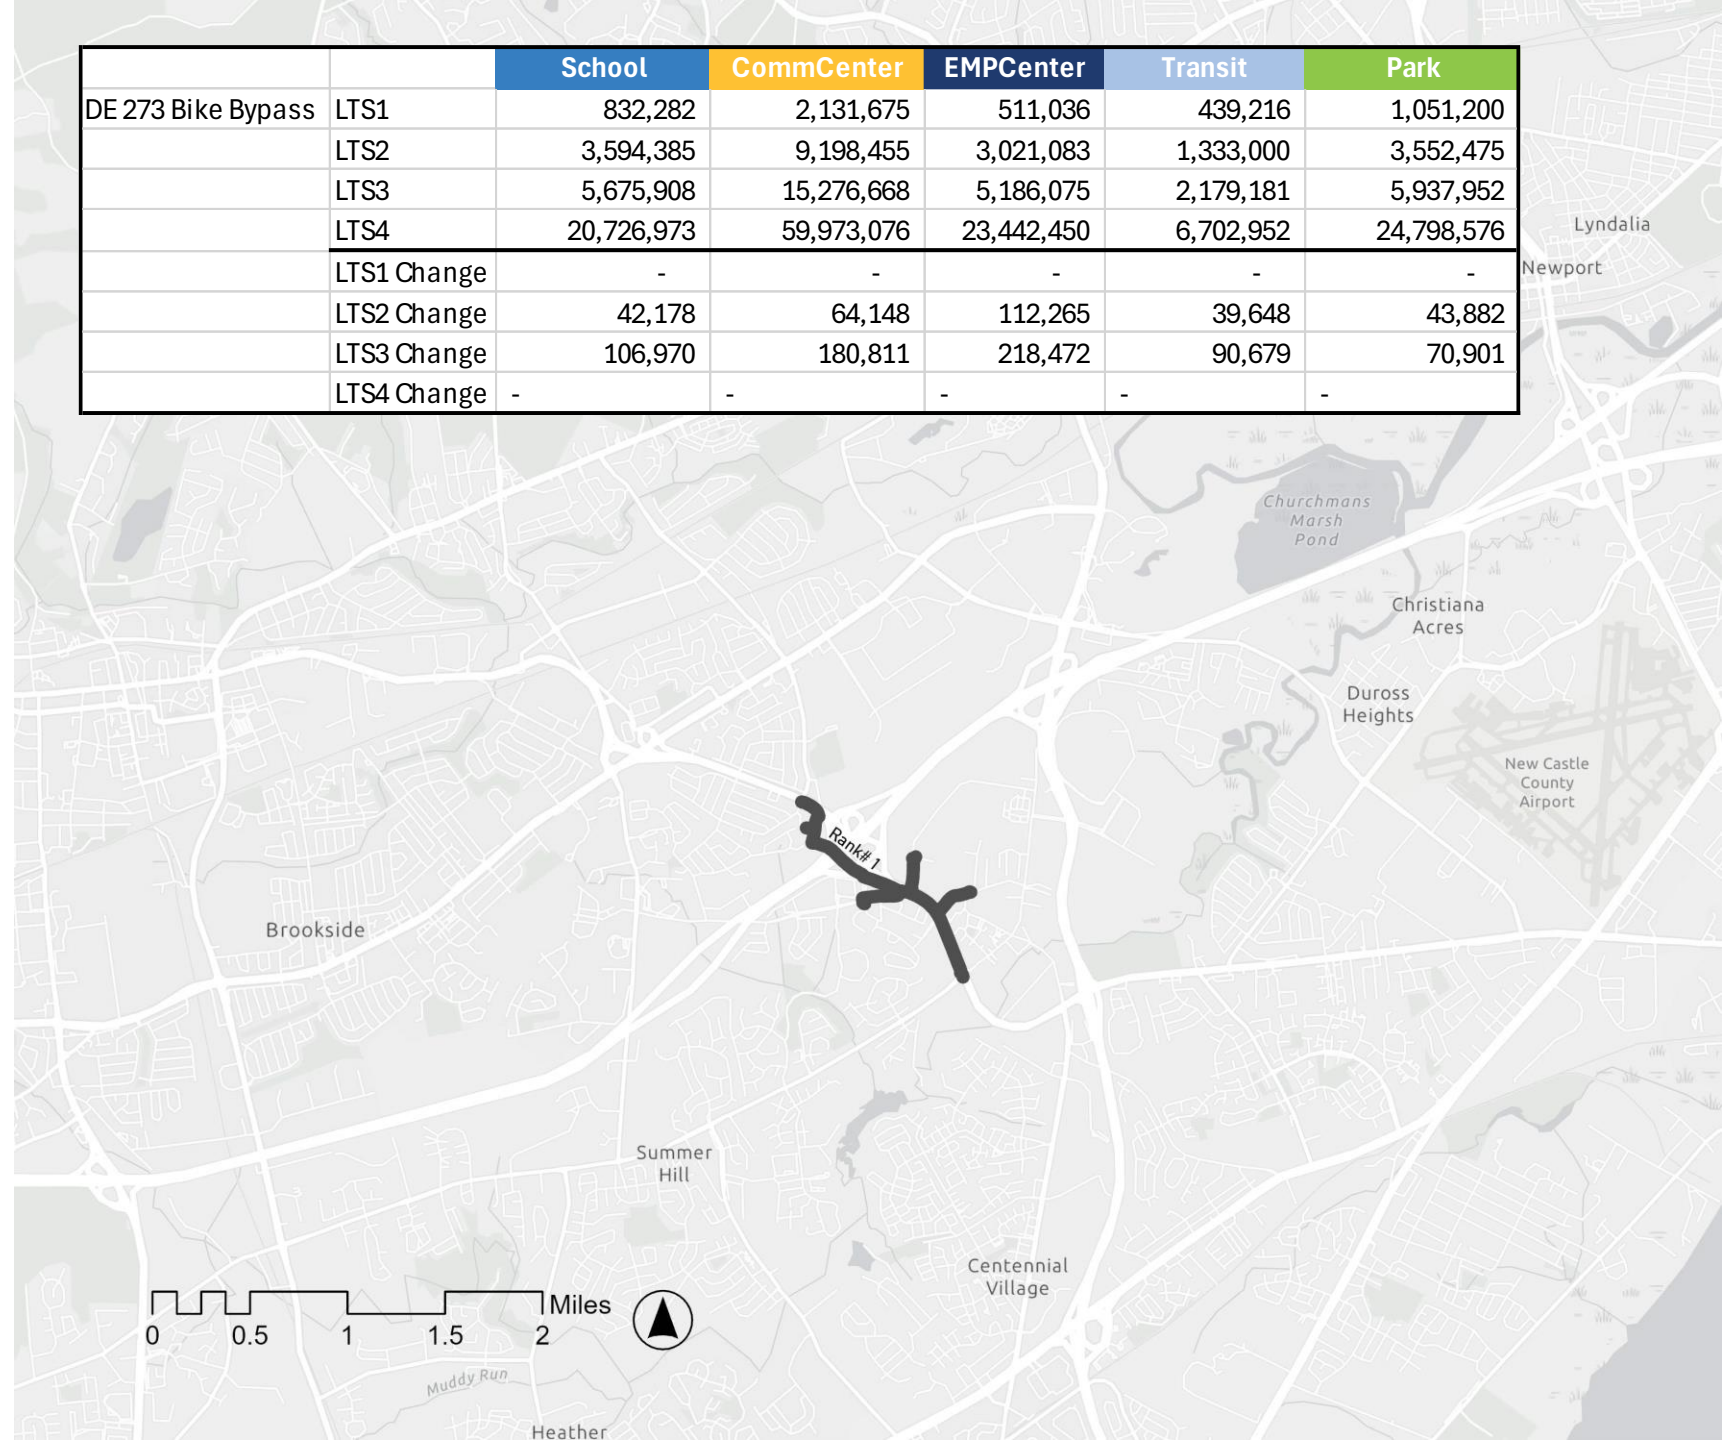 School CommCenter EMPCenter Transit Park
DE 273 Bike Bypass LTS1 832,282 2,131,675 511,036 439,216 1,051,200
LTS2 3,594,385 9,198,455 3,021,083 1,333,000 3,552,475
LTS3 5,675,908 15,276,668 5,186,075 2,179,181 5,937,952
LTS4 20,726,973 59,973,076 23,442,450 6,702,952 24,798,576
LTS1 Change - - - - -
LTS2 Change 42,178 64,148 112,265 39,648 43,882
LTS3 Change 106,970 180,811 218,472 90,679 70,901
LTS4 Change - - - - -
Lyndalia
Newport
Churchmans
Marsh
Pond
Christiana
Acres
Duross
Heights
New Castle
County
Airport
Rank# 1
Brookside
Summer
Hill
Centennial
Village
Miles
0 0.5 1 1.5 2
Muddy Run
Heather